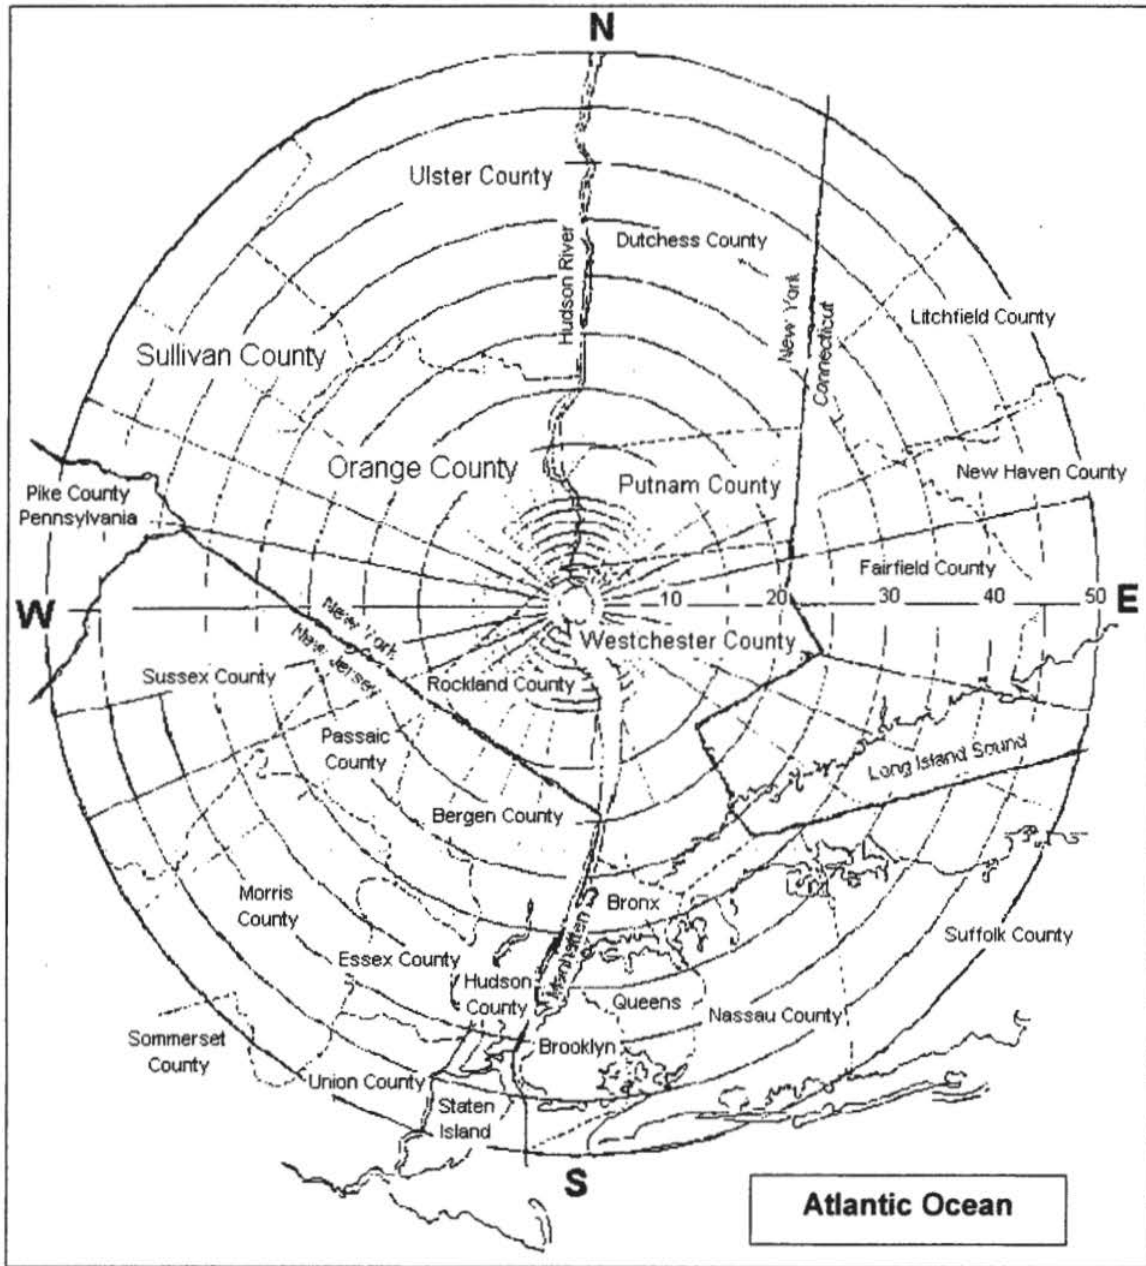 N
Ulster County
Hudson River
Dutchess County
New York
Connecticut
Litchfield County
Sullivan County
Orange County
Putnam County
New Haven County
Pike County
Pennsylvania
Fairfield County
W
10
20
30
40
50
E
New York
New Jersey
Westchester County
Sussex County
Rockland County
Passaic
County
Long Island Sound
Bergen County
Morris
County
Bronx
Manhatten
Suffolk County
Essex County
Hudson
County
Queens
Nassau County
Sommerset
County
Brooklyn
Union County
Staten
Island
S
Atlantic Ocean